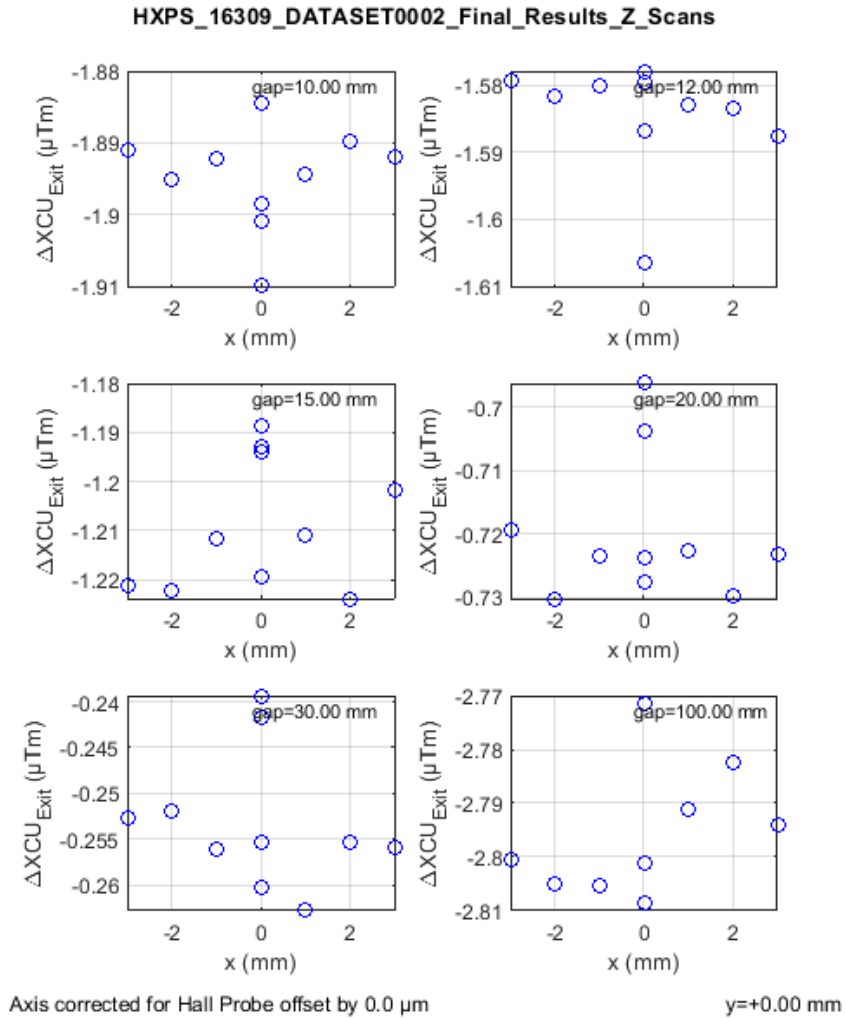 HXPS_16309_DATASET0002_Final_Results_Z_Scans
-1.88
-1.89
-1.9
-1.91
ΔXCU_Exit (µTm)
gap=10.00 mm
-2 0 2
x (mm)
-1.58
-1.59
-1.6
-1.61
ΔXCU_Exit (µTm)
gap=12.00 mm
-2 0 2
x (mm)
-1.18
-1.19
-1.2
-1.21
-1.22
ΔXCU_Exit (µTm)
gap=15.00 mm
-2 0 2
x (mm)
-0.7
-0.71
-0.72
-0.73
ΔXCU_Exit (µTm)
gap=20.00 mm
-2 0 2
x (mm)
-0.24
-0.245
-0.25
-0.255
-0.26
ΔXCU_Exit (µTm)
gap=30.00 mm
-2 0 2
x (mm)
-2.77
-2.78
-2.79
-2.8
-2.81
ΔXCU_Exit (µTm)
gap=100.00 mm
-2 0 2
x (mm)
Axis corrected for Hall Probe offset by 0.0 µm
y=+0.00 mm